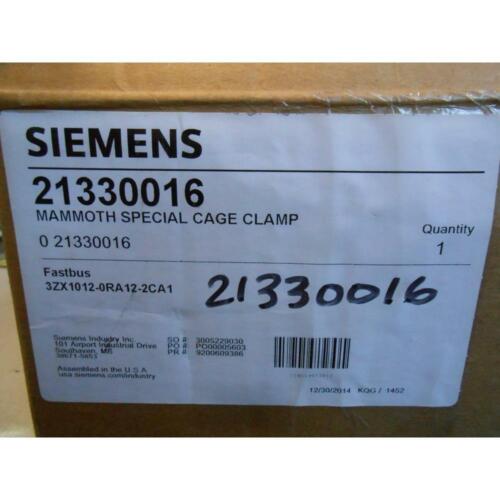 SIEMENS
21330016
MAMMOTH SPECIAL CAGE CLAMP
0 21330016
Quantity
1
Fastbus
3ZX1012-0RA12-2CA1
21330016
Siemens Industry Inc. SO # 3005229030
101 Airport Industrial Drive PO # PO00005603
Southaven, MS PR # 9200609386
38671-5853
Assembled in the U.S.A
usa.siemens.com/industry
12/30/2014 KGG / 1452